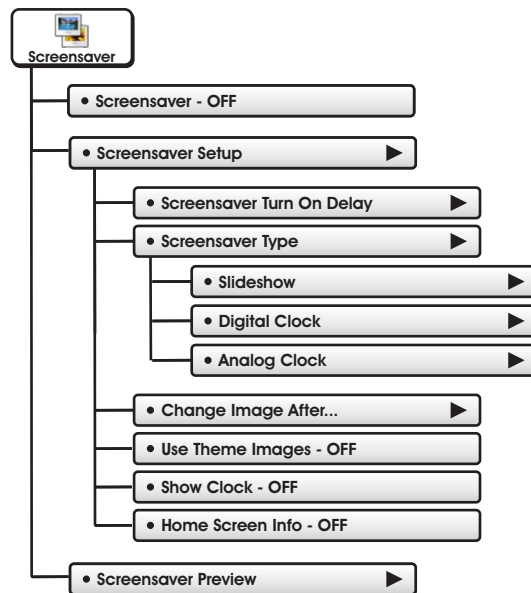 Screensaver
• Screensaver - OFF
• Screensaver Setup
• Screensaver Turn On Delay
• Screensaver Type
• Slideshow
• Digital Clock
• Analog Clock
• Change Image After...
• Use Theme Images - OFF
• Show Clock - OFF
• Home Screen Info - OFF
• Screensaver Preview